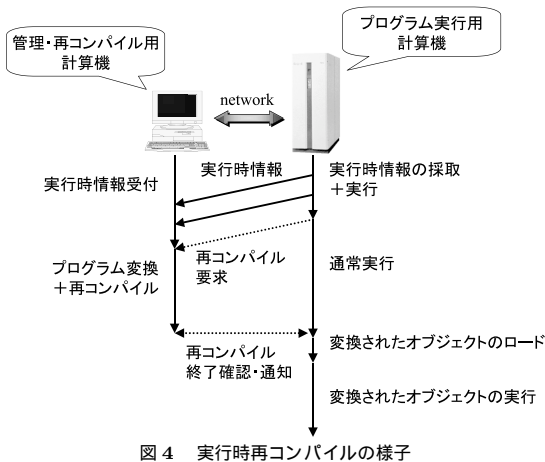 管理・再コンパイル用
計算機
プログラム実行用
計算機
network
実行時情報受付
実行時情報
実行時情報の採取
＋実行
プログラム変換
＋再コンパイル
再コンパイル
要求
通常実行
再コンパイル
終了確認・通知
変換されたオブジェクトのロード
変換されたオブジェクトの実行
図 4 実行時再コンパイルの様子